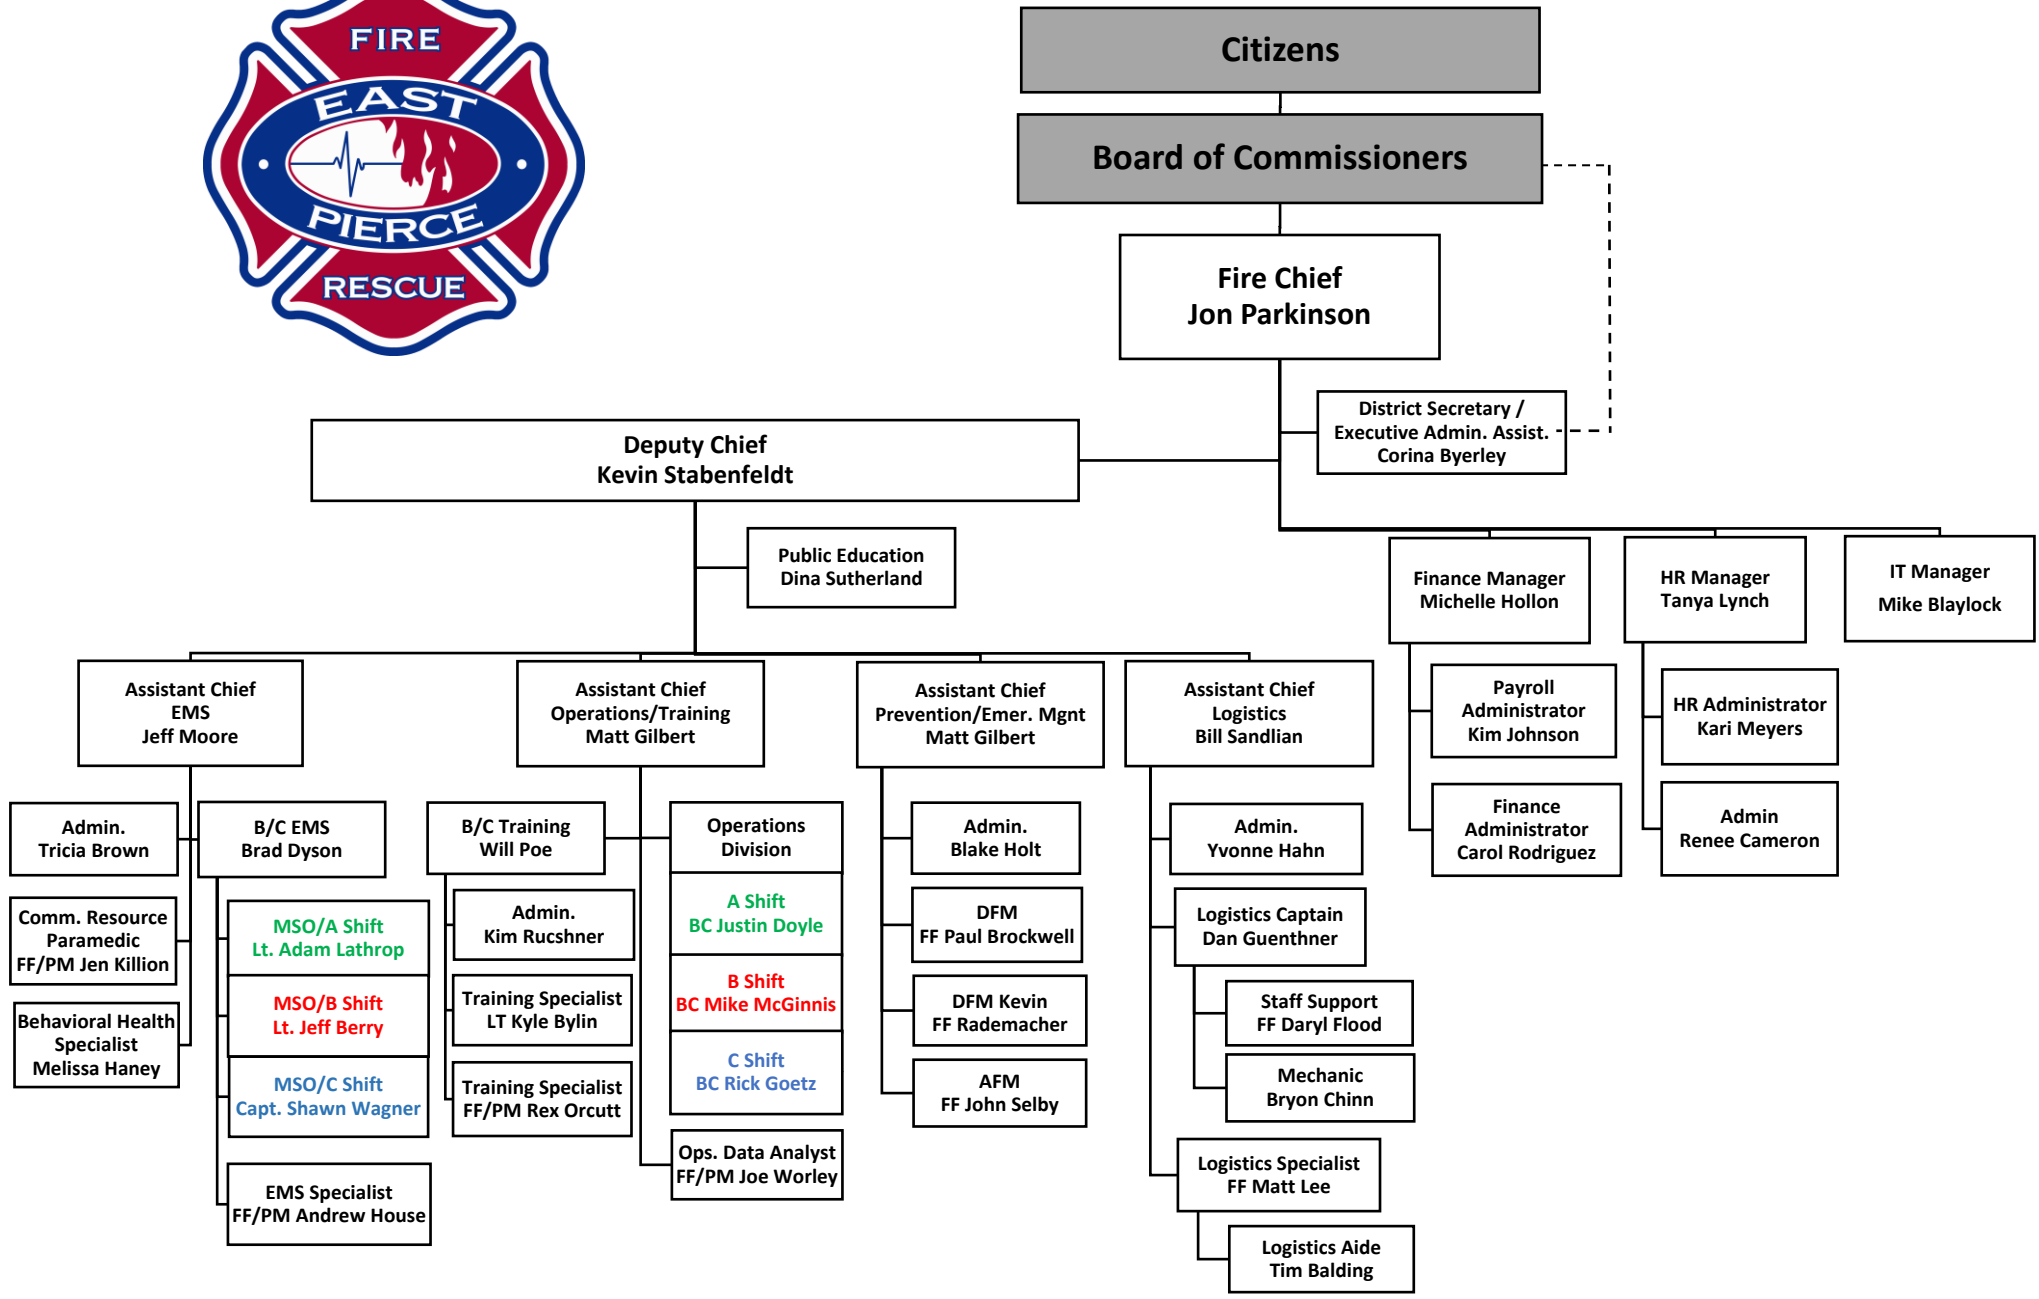 FIRE
EAST
PIERCE
RESCUE
Citizens
Board of Commissioners
Fire Chief
Jon Parkinson
District Secretary /
Executive Admin. Assist.
Corina Byerley
Deputy Chief
Kevin Stabenfeldt
Public Education
Dina Sutherland
Finance Manager
Michelle Hollon
HR Manager
Tanya Lynch
IT Manager
Mike Blaylock
Payroll
Administrator
Kim Johnson
Finance
Administrator
Carol Rodriguez
HR Administrator
Kari Meyers
Admin
Renee Cameron
Assistant Chief
EMS
Jeff Moore
Admin.
Tricia Brown
Comm. Resource
Paramedic
FF/PM Jen Killion
Behavioral Health
Specialist
Melissa Haney
B/C EMS
Brad Dyson
MSO/A Shift
Lt. Adam Lathrop
MSO/B Shift
Lt. Jeff Berry
MSO/C Shift
Capt. Shawn Wagner
EMS Specialist
FF/PM Andrew House
Assistant Chief
Operations/Training
Matt Gilbert
B/C Training
Will Poe
Admin.
Kim Rucshner
Training Specialist
LT Kyle Bylin
Training Specialist
FF/PM Rex Orcutt
Operations
Division
A Shift
BC Justin Doyle
B Shift
BC Mike McGinnis
C Shift
BC Rick Goetz
Ops. Data Analyst
FF/PM Joe Worley
Assistant Chief
Prevention/Emer. Mgnt
Matt Gilbert
Admin.
Blake Holt
DFM
FF Paul Brockwell
DFM Kevin
FF Rademacher
AFM
FF John Selby
Assistant Chief
Logistics
Bill Sandlian
Admin.
Yvonne Hahn
Logistics Captain
Dan Guenthner
Staff Support
FF Daryl Flood
Mechanic
Bryon Chinn
Logistics Specialist
FF Matt Lee
Logistics Aide
Tim Balding